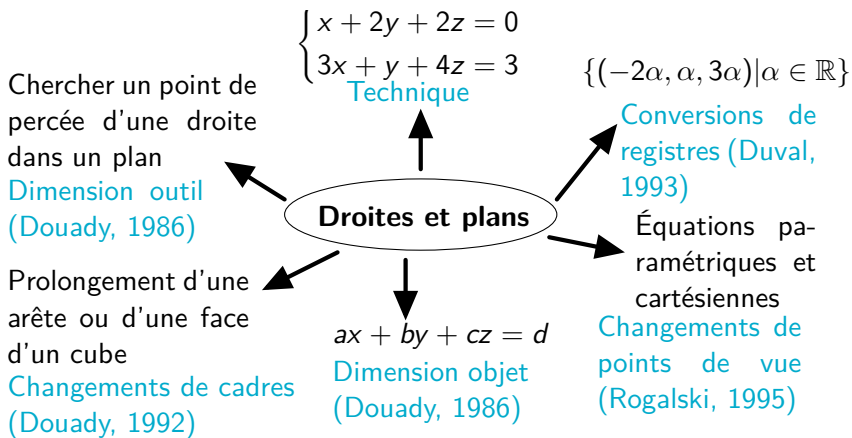 { x + 2y + 2z = 0
3x + y + 4z = 3
Technique
{(−2α, α, 3α)|α ∈ ℝ}
Conversions de
registres (Duval,
1993)
Chercher un point de
percée d'une droite
dans un plan
Dimension outil
(Douady, 1986)
Droites et plans
Équations pa-
ramétriques et
cartésiennes
Changements de
points de vue
(Rogalski, 1995)
Prolongement d'une
arête ou d'une face
d'un cube
Changements de cadres
(Douady, 1992)
ax + by + cz = d
Dimension objet
(Douady, 1986)